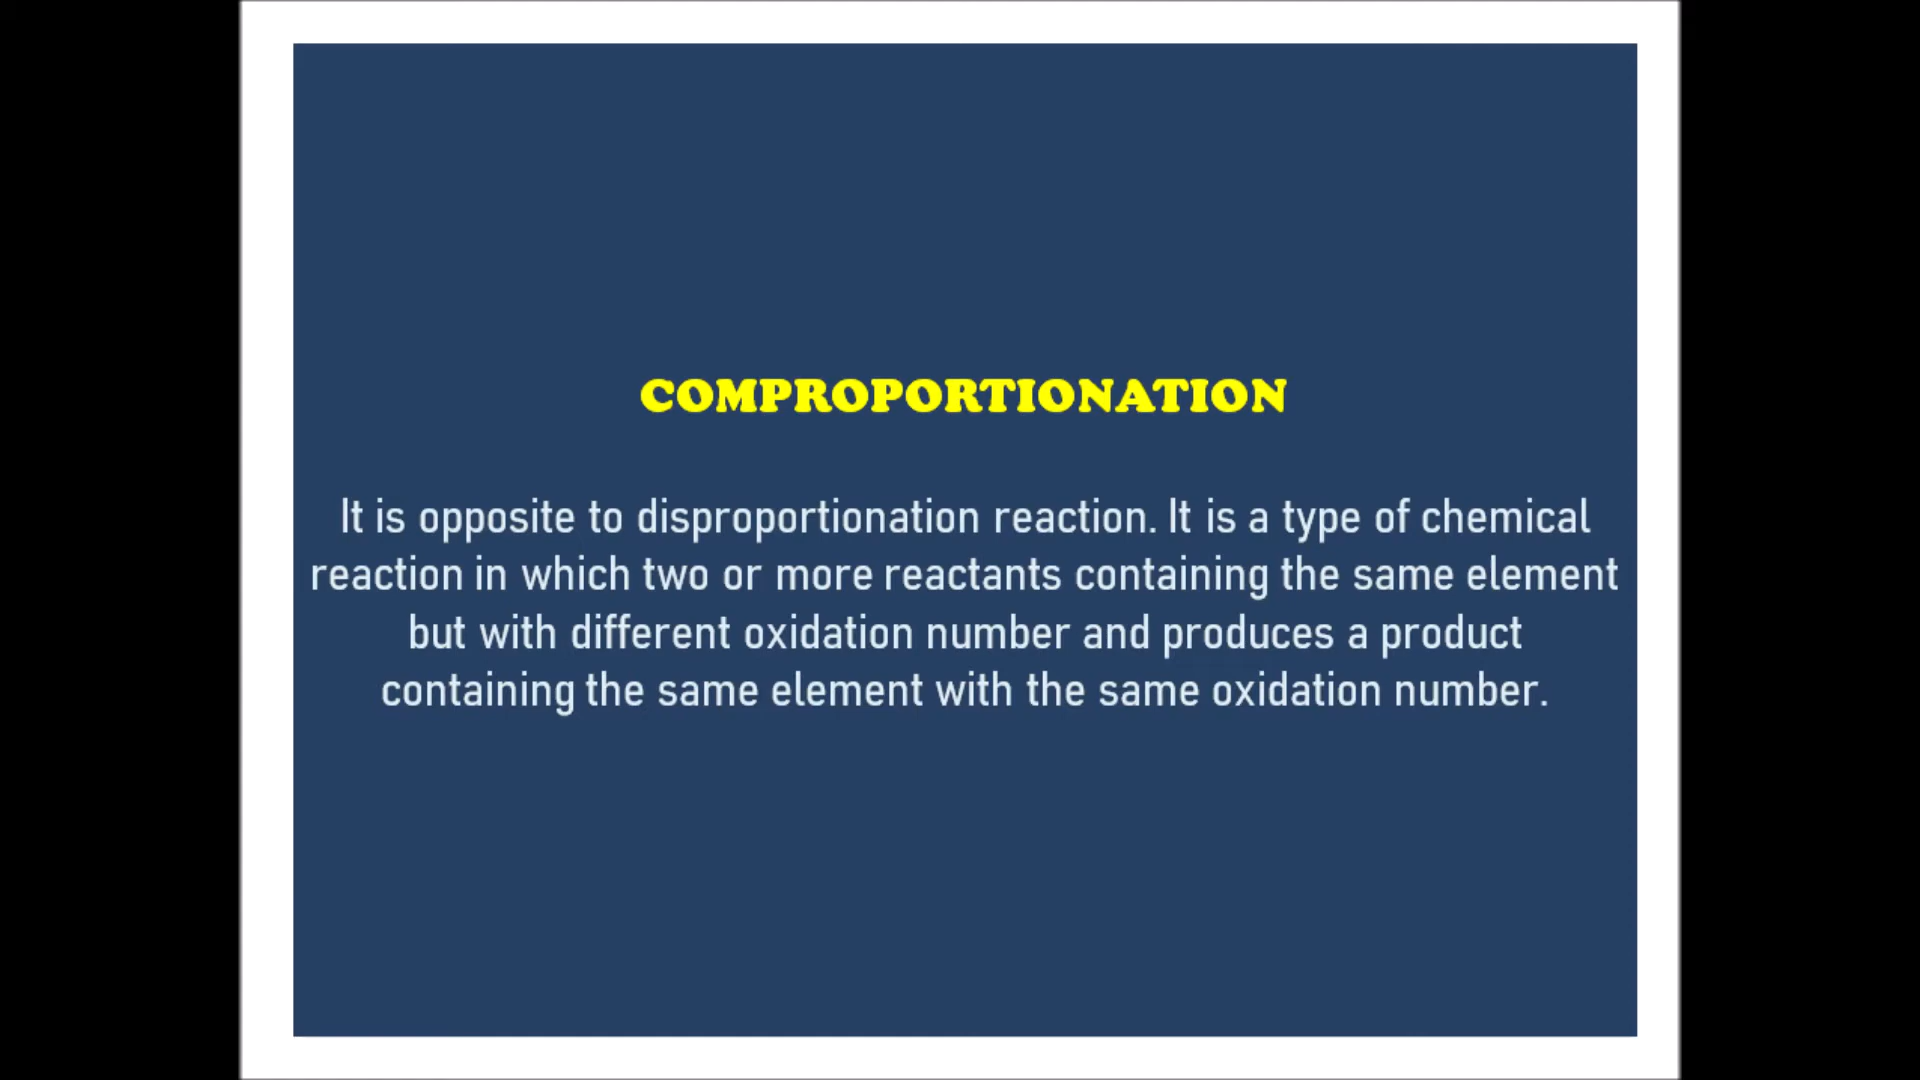 COMPROPORTIONATION
It is opposite to disproportionation reaction. It is a type of chemical
reaction in which two or more reactants containing the same element
but with different oxidation number and produces a product
containing the same element with the same oxidation number.